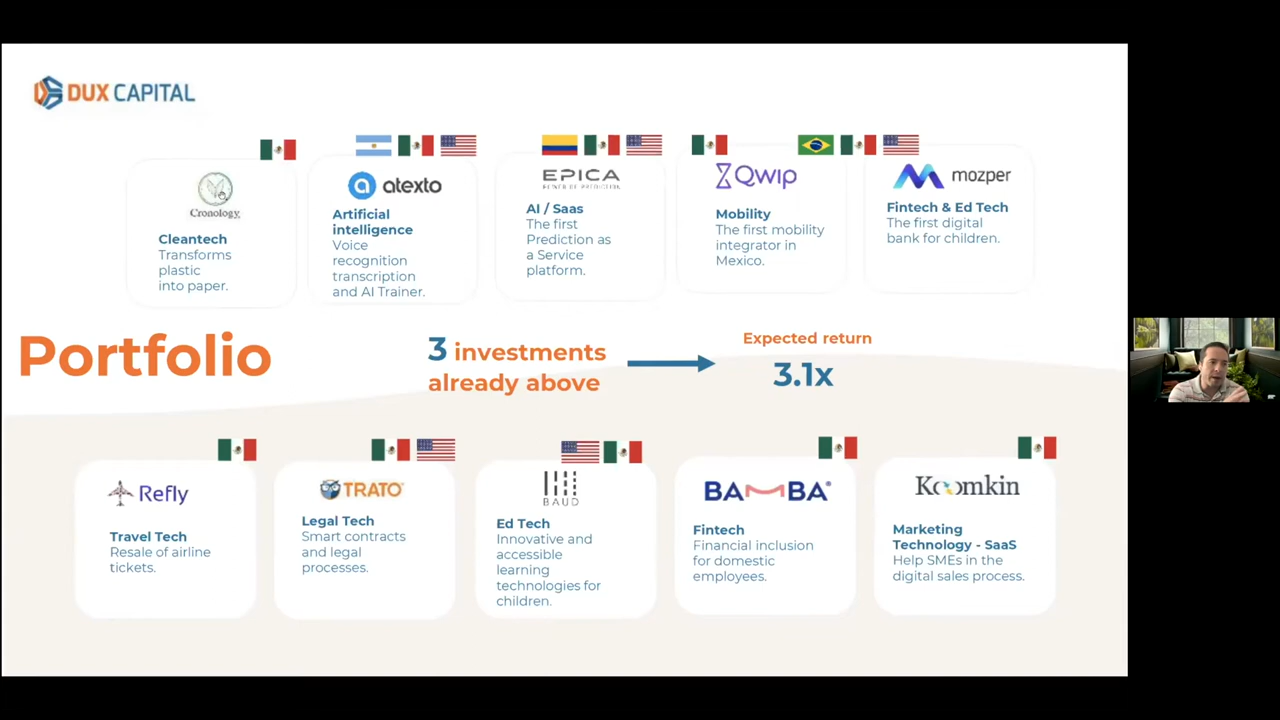 DUX CAPITAL
Cronology
Cleantech
Transforms
plastic
into paper.
atexto
Artificial
intelligence
Voice
recognition
transcription
and AI Trainer.
EPICA
POWER OF PREDICTION
AI / Saas
The first
Prediction as
a Service
platform.
Qwip
Mobility
The first mobility
integrator in
Mexico.
mozper
Fintech & Ed Tech
The first digital
bank for children.
Portfolio
3 investments
already above
Expected return
3.1x
Refly
Travel Tech
Resale of airline
tickets.
TRATO
Legal Tech
Smart contracts
and legal
processes.
BAUD
Ed Tech
Innovative and
accessible
learning
technologies for
children.
BAMBA
Fintech
Financial inclusion
for domestic
employees.
Koomkin
Marketing
Technology - SaaS
Help SMEs in the
digital sales process.